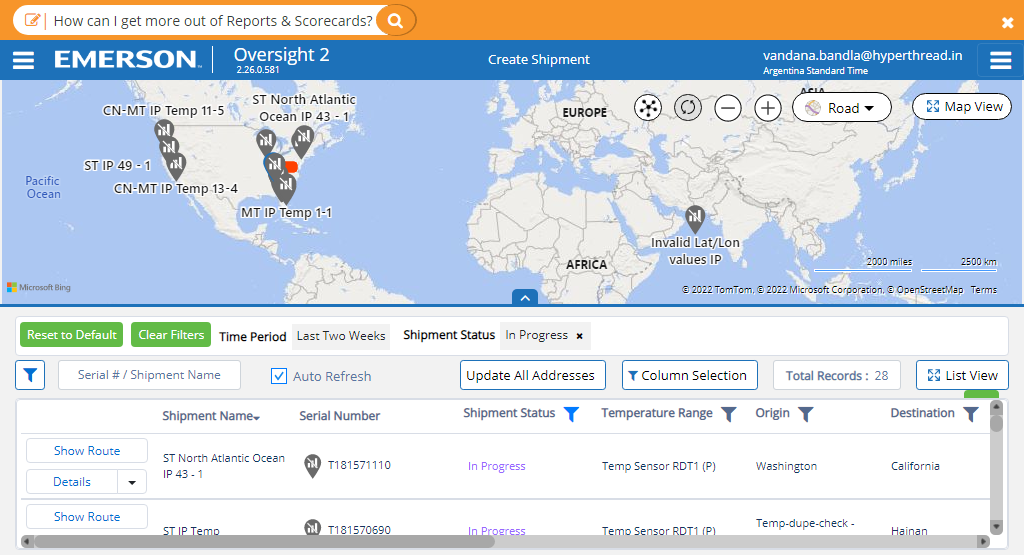 How can I get more out of Reports & Scorecards?
EMERSON
Oversight 2
2.26.0.581
Create Shipment
vandana.bandla@hyperthread.in
Argentina Standard Time
CN-MT IP Temp 11-5
ST North Atlantic
Ocean IP 43 - 1
EUROPE
ASIA
Road
Map View
ST IP 49 - 1
CN-MT IP Temp 13-4
Pacific
Ocean
MT IP Temp 1-1
Invalid Lat/Lon
values IP
AFRICA
2000 miles
2500 km
Microsoft Bing
© 2022 TomTom, © 2022 Microsoft Corporation, © OpenStreetMap Terms
Reset to Default
Clear Filters
Time Period
Last Two Weeks
Shipment Status
In Progress ×
Serial # / Shipment Name
Auto Refresh
Update All Addresses
Column Selection
Total Records : 28
List View
Shipment Name
Serial Number
Shipment Status
Temperature Range
Origin
Destination
Show Route
Details
ST North Atlantic Ocean
IP 43 - 1
T181571110
In Progress
Temp Sensor RDT1 (P)
Washington
California
Show Route
ST IP Temp
T181570690
In Progress
Temp Sensor RDT1 (P)
Temp-dupe-check -
Hainan